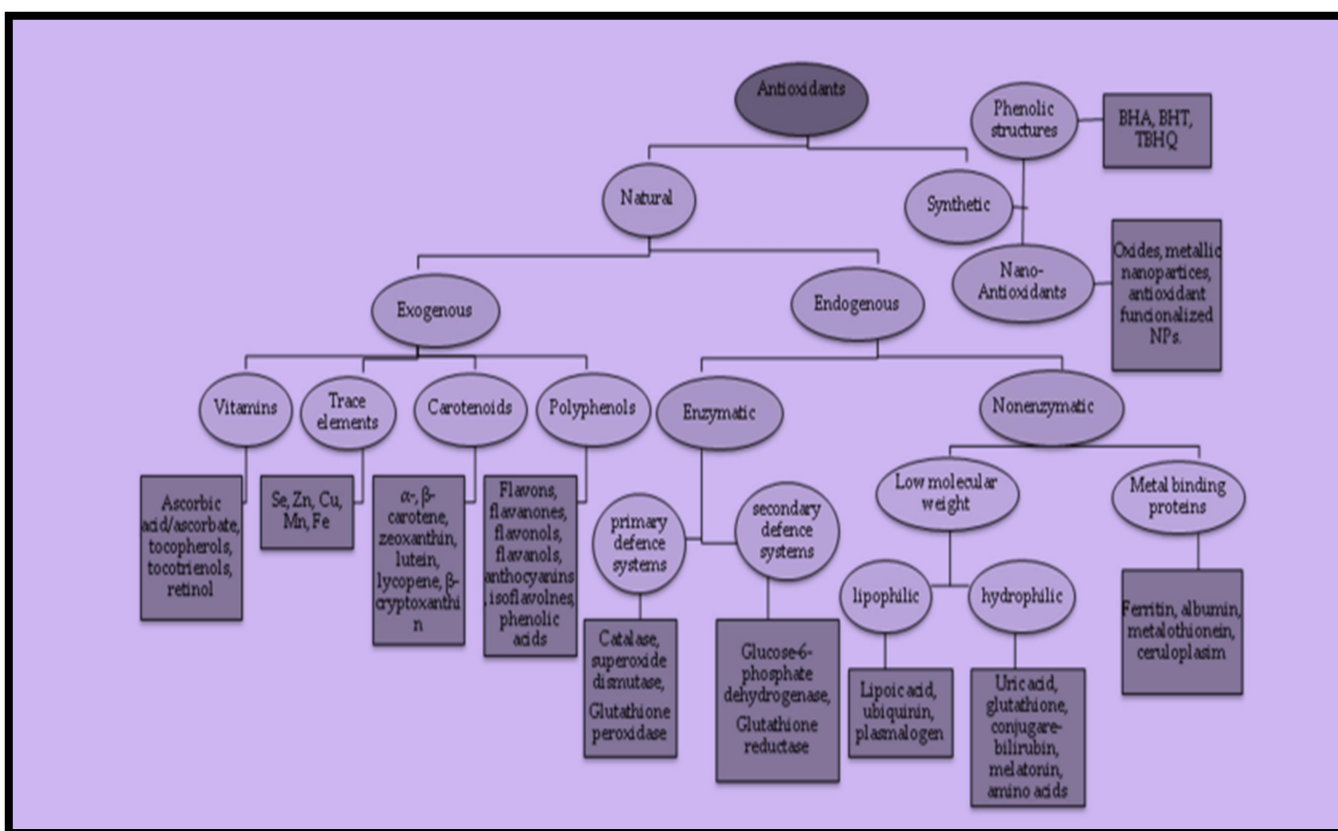 Antioxidants
Phenolic
structures
BHA, BHT,
TBHQ
Natural
Synthetic
Nano-
Antioxidants
Oxides, metallic
nanopartices,
antioxidant
funcionalized
NPs.
Exogenous
Endogenous
Vitamins
Trace
elements
Carotenoids
Polyphenols
Enzymatic
Nonenzymatic
Ascorbic
acid/ascorbate,
tocopherols,
tocotrienols,
retinol
Se, Zn, Cu,
Mn, Fe
α-, β-
carotene,
zeoxanthin,
lutein,
lycopene, β-
cryptoxanthi
n
Flavons,
flavanones,
flavonols,
flavanols,
anthocyanins
, isoflavolnes,
phenolic
acids
primary
defence
systems
secondary
defence
systems
Low molecular
weight
Metal binding
proteins
lipophilic
hydrophilic
Catalase,
superoxide
dismutase,
Glutathione
peroxidase
Glucose-6-
phosphate
dehydrogenase,
Glutathione
reductase
Lipoic acid,
ubiquinin,
plasmalogen
Uric acid,
glutathione,
conjugare-
bilirubin,
melatonin,
amino acids
Ferritin, albumin,
metalothionein,
ceruloplasim